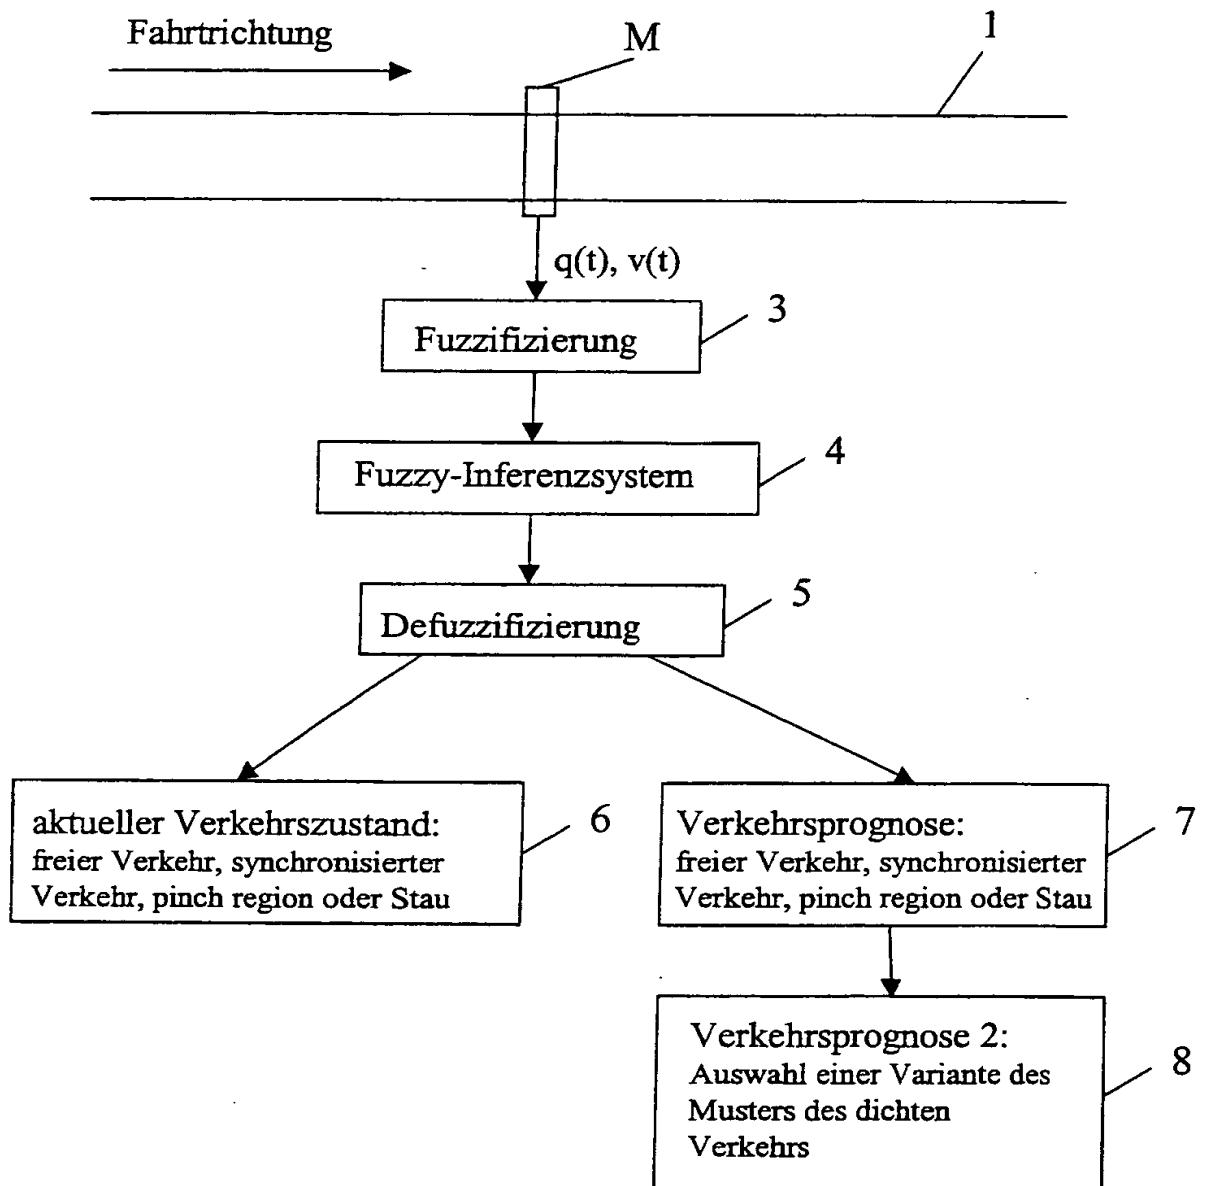 Fahrtrichtung
M
1
q(t), v(t)
Fuzzifizierung
3
Fuzzy-Inferenzsystem
4
Defuzzifizierung
5
aktueller Verkehrszustand:
freier Verkehr, synchronisierter
Verkehr, pinch region oder Stau
6
Verkehrsprognose:
freier Verkehr, synchronisierter
Verkehr, pinch region oder Stau
7
Verkehrsprognose 2:
Auswahl einer Variante des
Musters des dichten
Verkehrs
8